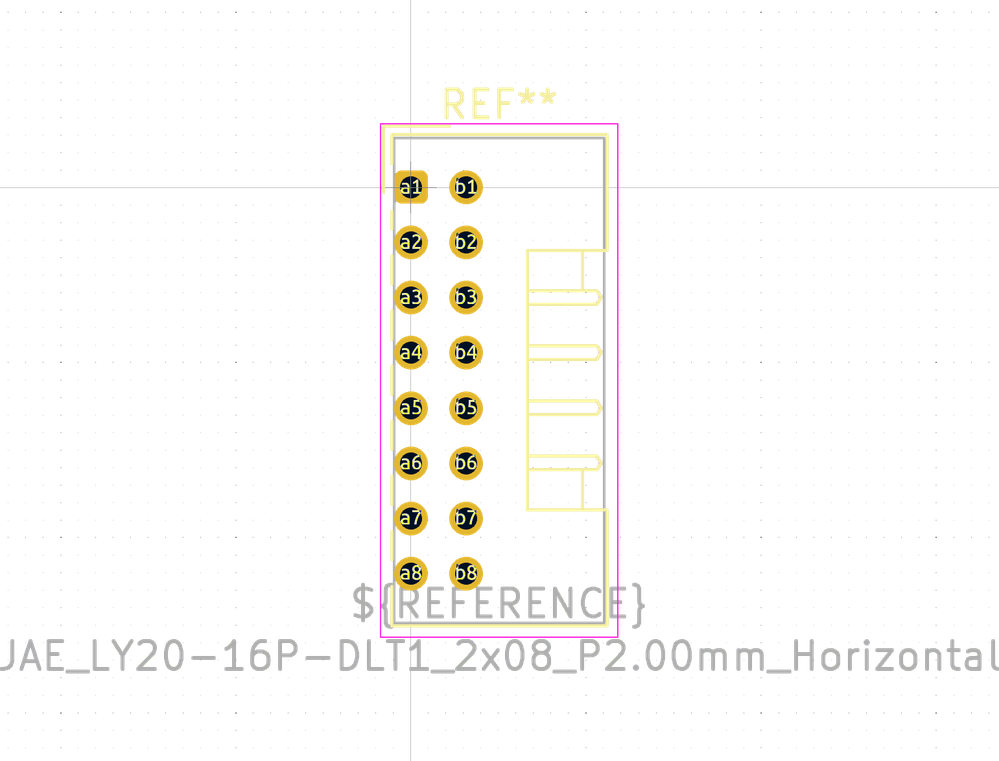 REF**
a1 b1
a2 b2
a3 b3
a4 b4
a5 b5
a6 b6
a7 b7
a8 b8
${REFERENCE}
JAE_LY20-16P-DLT1_2x08_P2.00mm_Horizontal